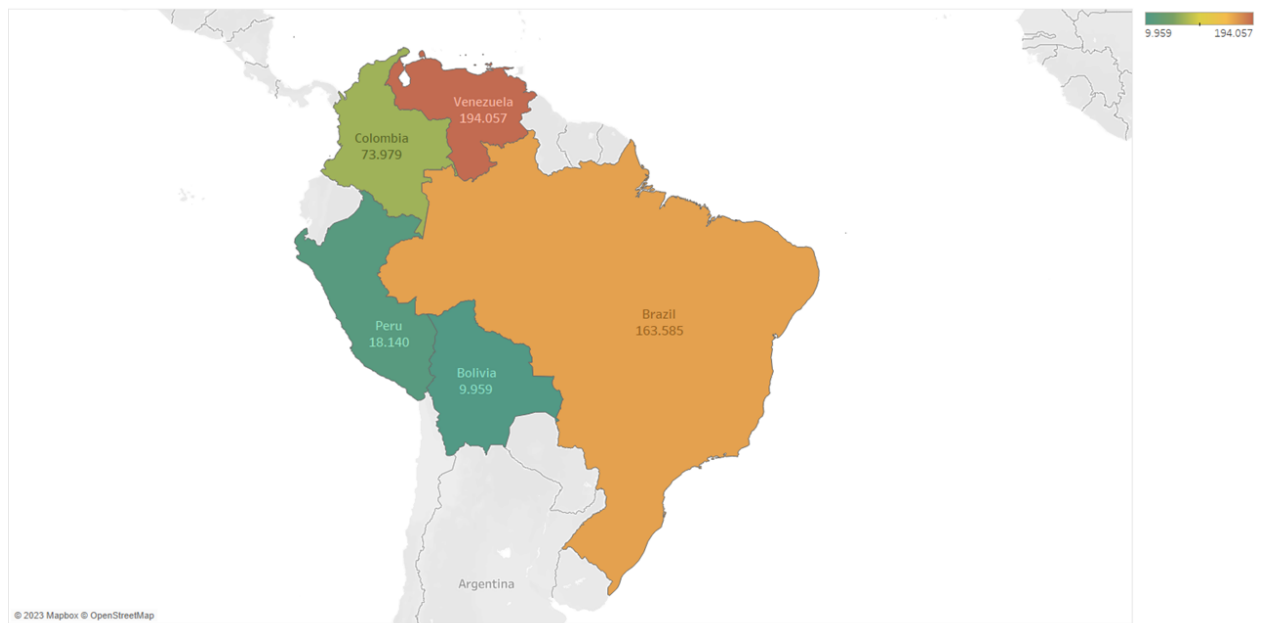 9.959
194.057
Venezuela
194.057
Colombia
73.979
Brazil
163.585
Peru
18.140
Bolivia
9.959
Argentina
© 2023 Mapbox © OpenStreetMap